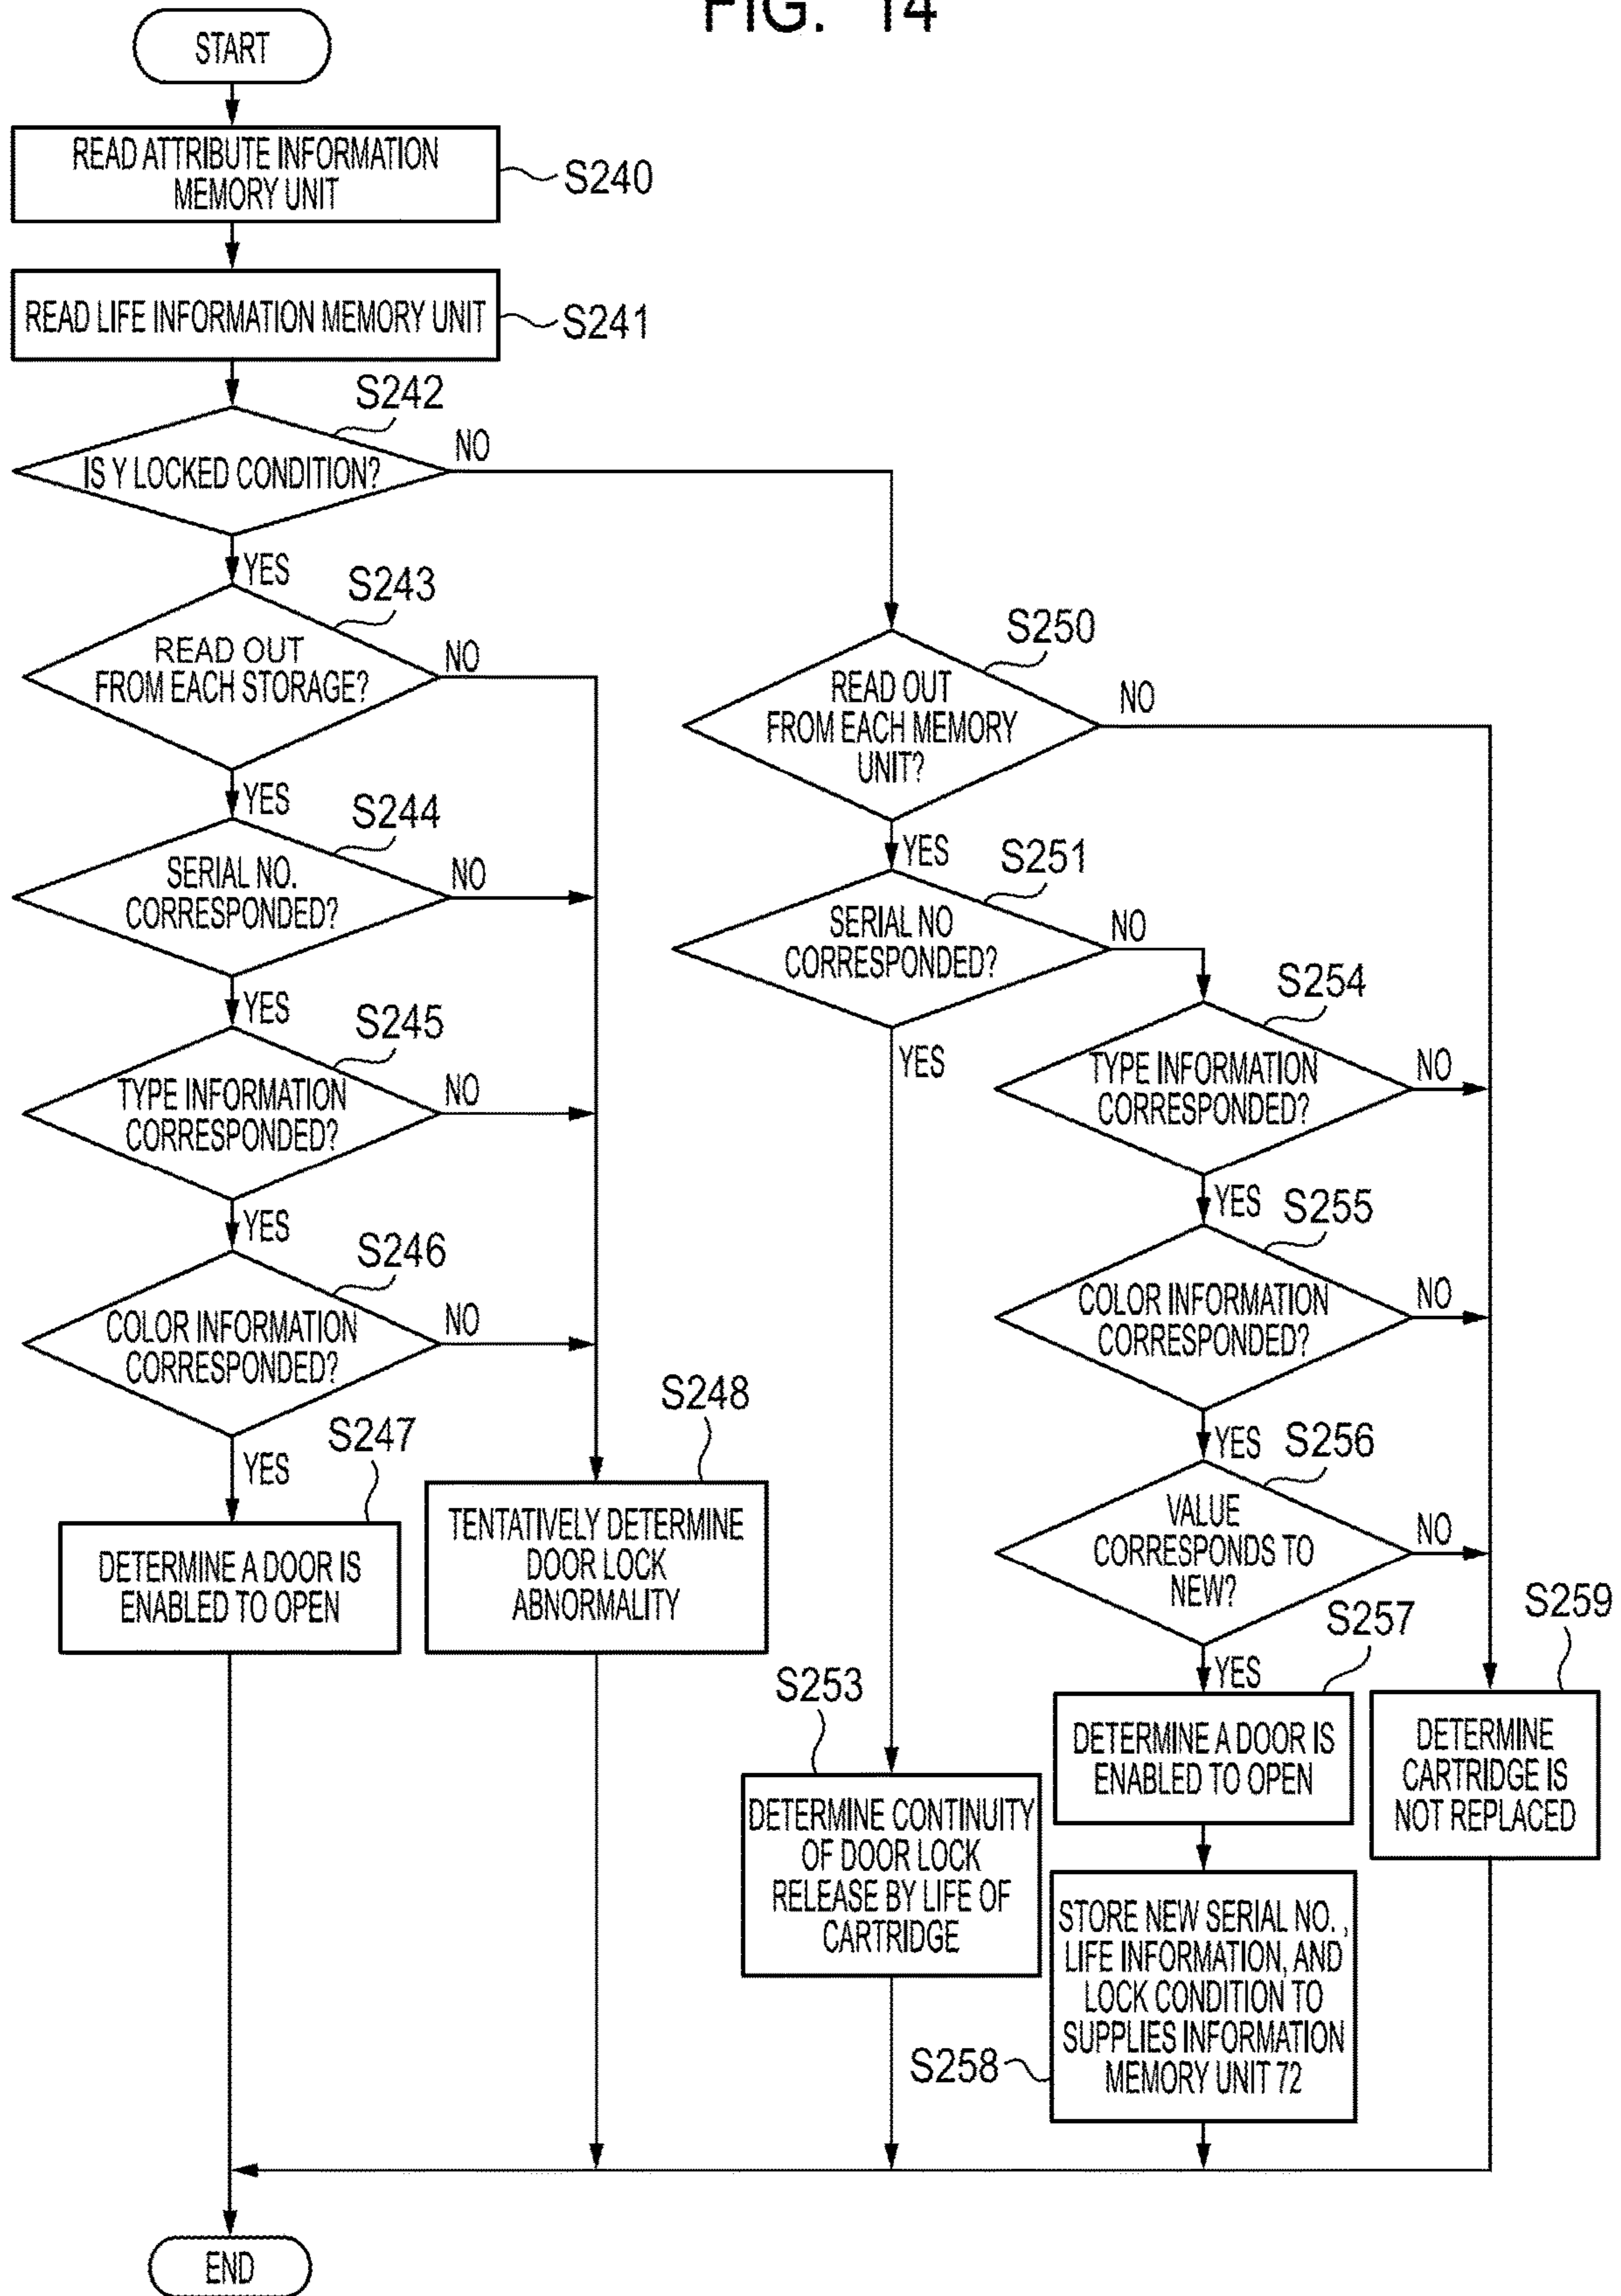 FIG. 14
START
READ ATTRIBUTE INFORMATION
MEMORY UNIT
S240
READ LIFE INFORMATION MEMORY UNIT
S241
S242
IS Y LOCKED CONDITION?
NO
YES
S243
READ OUT
FROM EACH STORAGE?
NO
YES
S244
SERIAL NO.
CORRESPONDED?
NO
YES
S245
TYPE INFORMATION
CORRESPONDED?
NO
YES
S246
COLOR INFORMATION
CORRESPONDED?
NO
YES
S247
DETERMINE A DOOR IS
ENABLED TO OPEN
S248
TENTATIVELY DETERMINE
DOOR LOCK
ABNORMALITY
S250
READ OUT
FROM EACH MEMORY
UNIT?
NO
YES
S251
SERIAL NO
CORRESPONDED?
NO
YES
S253
DETERMINE CONTINUITY
OF DOOR LOCK
RELEASE BY LIFE OF
CARTRIDGE
S254
TYPE INFORMATION
CORRESPONDED?
NO
YES
S255
COLOR INFORMATION
CORRESPONDED?
NO
YES
S256
VALUE
CORRESPONDS TO
NEW?
NO
YES
S257
DETERMINE A DOOR IS
ENABLED TO OPEN
S258
STORE NEW SERIAL NO.,
LIFE INFORMATION, AND
LOCK CONDITION TO
SUPPLIES INFORMATION
MEMORY UNIT 72
S259
DETERMINE
CARTRIDGE IS
NOT REPLACED
END